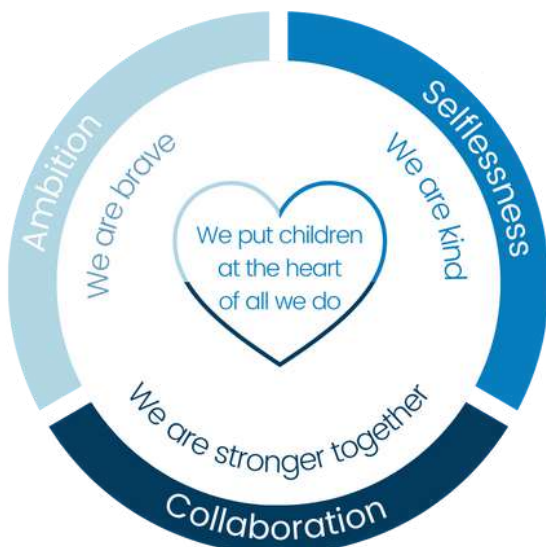 Ambition
We are brave
Selflessness
We are kind
We put children
at the heart
of all we do
We are stronger together
Collaboration